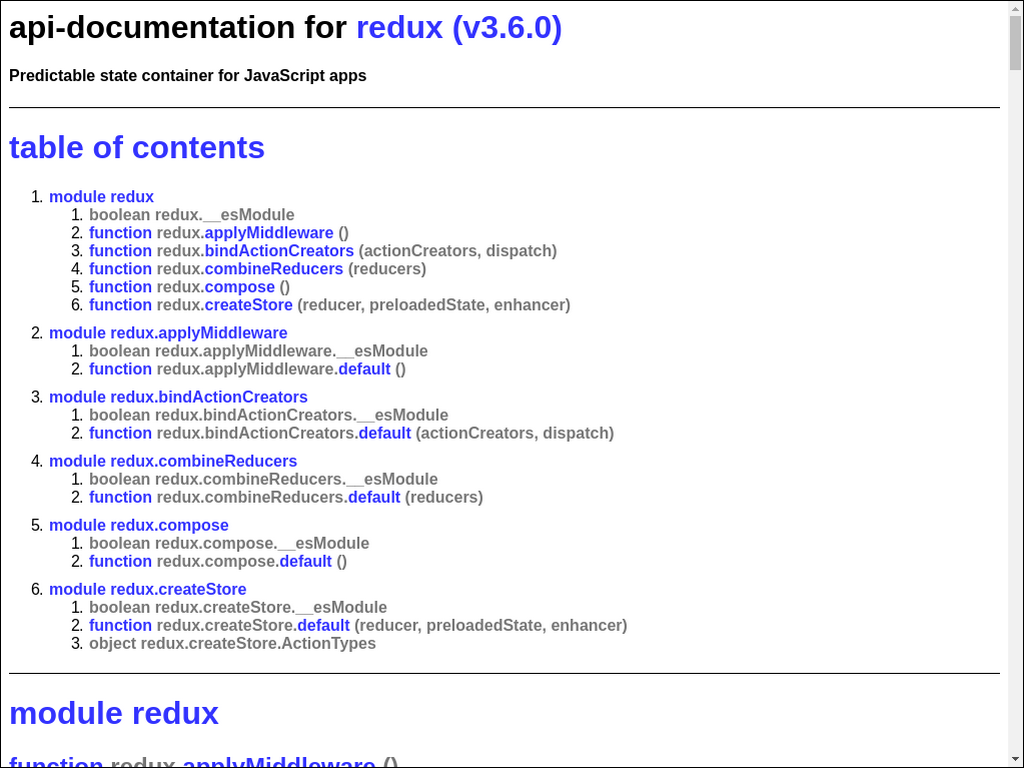 api-documentation for redux (v3.6.0)
Predictable state container for JavaScript apps
table of contents
1. module redux
1. boolean redux.__esModule
2. function redux.applyMiddleware ()
3. function redux.bindActionCreators (actionCreators, dispatch)
4. function redux.combineReducers (reducers)
5. function redux.compose ()
6. function redux.createStore (reducer, preloadedState, enhancer)
2. module redux.applyMiddleware
1. boolean redux.applyMiddleware.__esModule
2. function redux.applyMiddleware.default ()
3. module redux.bindActionCreators
1. boolean redux.bindActionCreators.__esModule
2. function redux.bindActionCreators.default (actionCreators, dispatch)
4. module redux.combineReducers
1. boolean redux.combineReducers.__esModule
2. function redux.combineReducers.default (reducers)
5. module redux.compose
1. boolean redux.compose.__esModule
2. function redux.compose.default ()
6. module redux.createStore
1. boolean redux.createStore.__esModule
2. function redux.createStore.default (reducer, preloadedState, enhancer)
3. object redux.createStore.ActionTypes
module redux
function redux.applyMiddleware ()